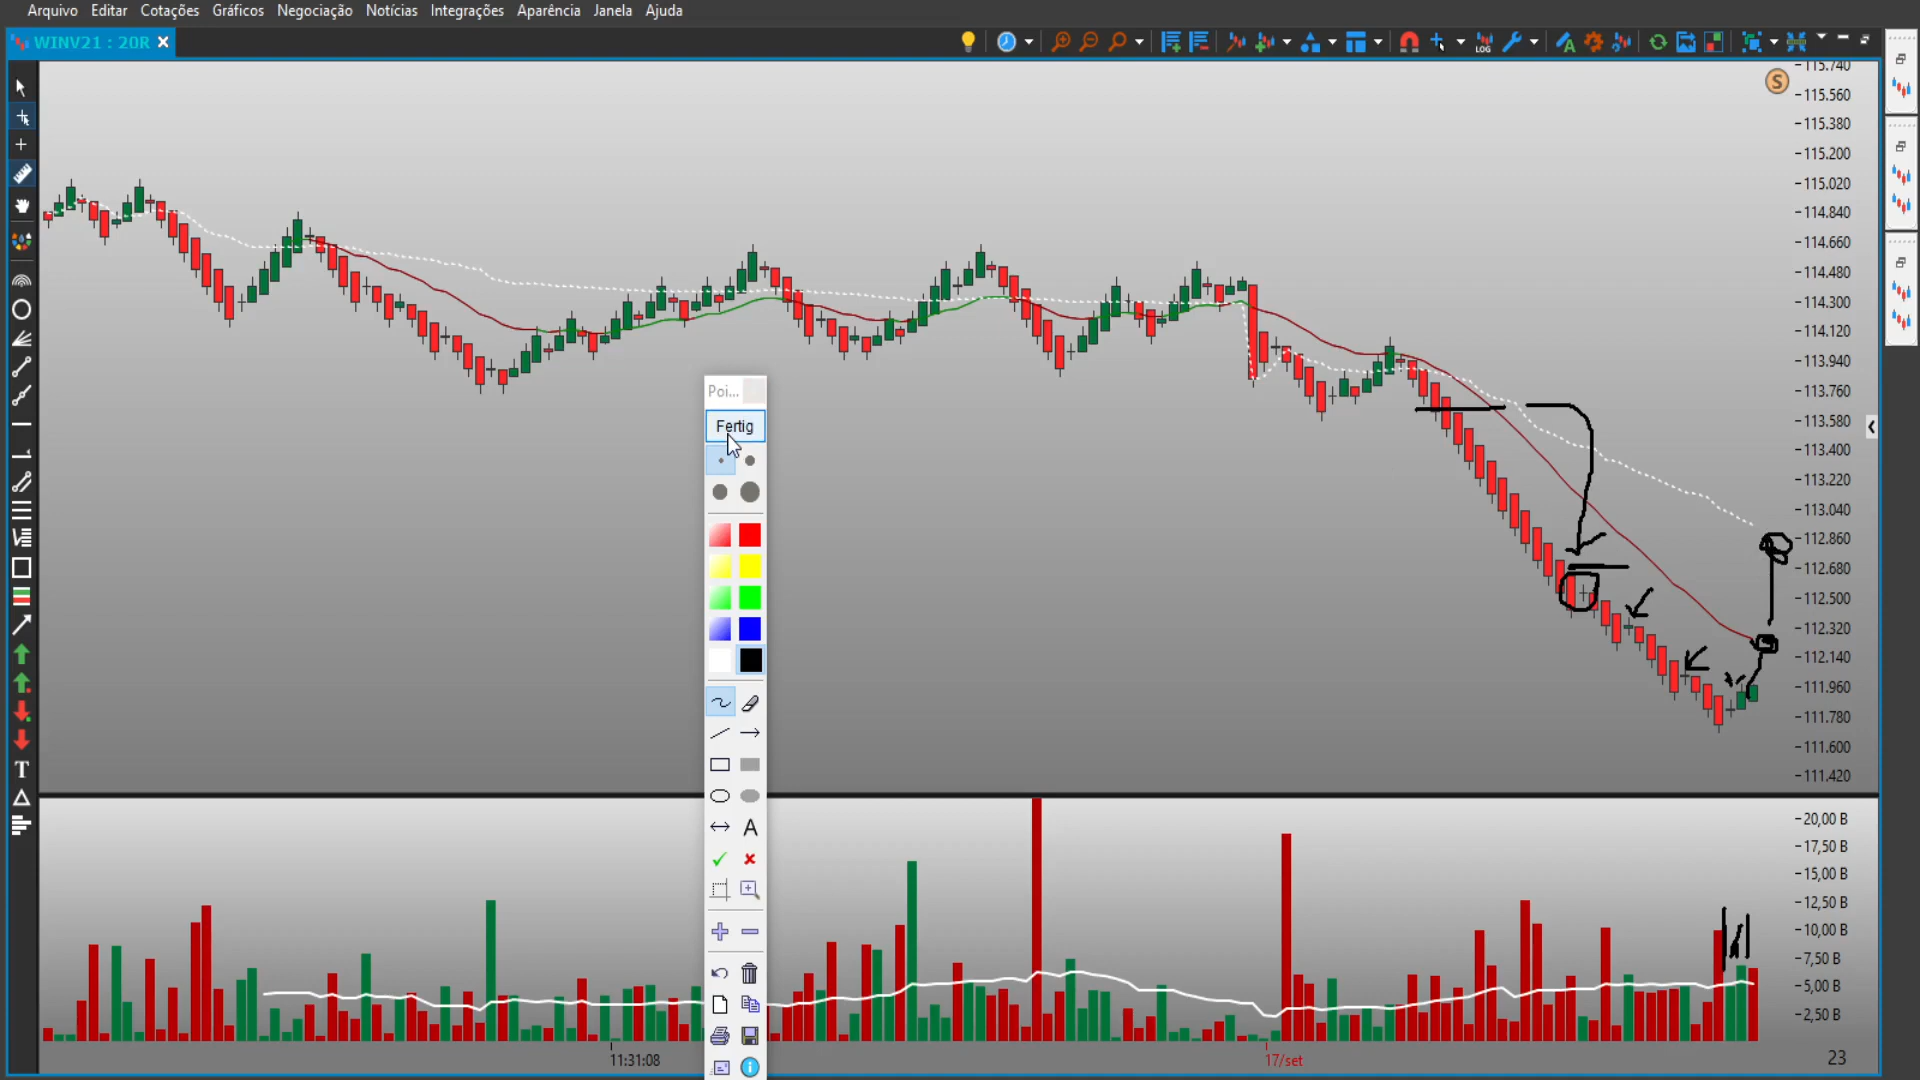 Arquivo Editar Cotações Gráficos Negociação Notícias Integrações Aparência Janela Ajuda
WINV21 : 20R
LOG
S
115.740
115.560
115.380
115.200
115.020
114.840
114.660
114.480
114.300
114.120
113.940
113.760
113.580
113.400
113.220
113.040
112.860
112.680
112.500
112.320
112.140
111.960
111.780
111.600
111.420
Poi...
Fertig
A
T
20,00 B
17,50 B
15,00 B
12,50 B
10,00 B
7,50 B
5,00 B
2,50 B
11:31:08
17/set
23